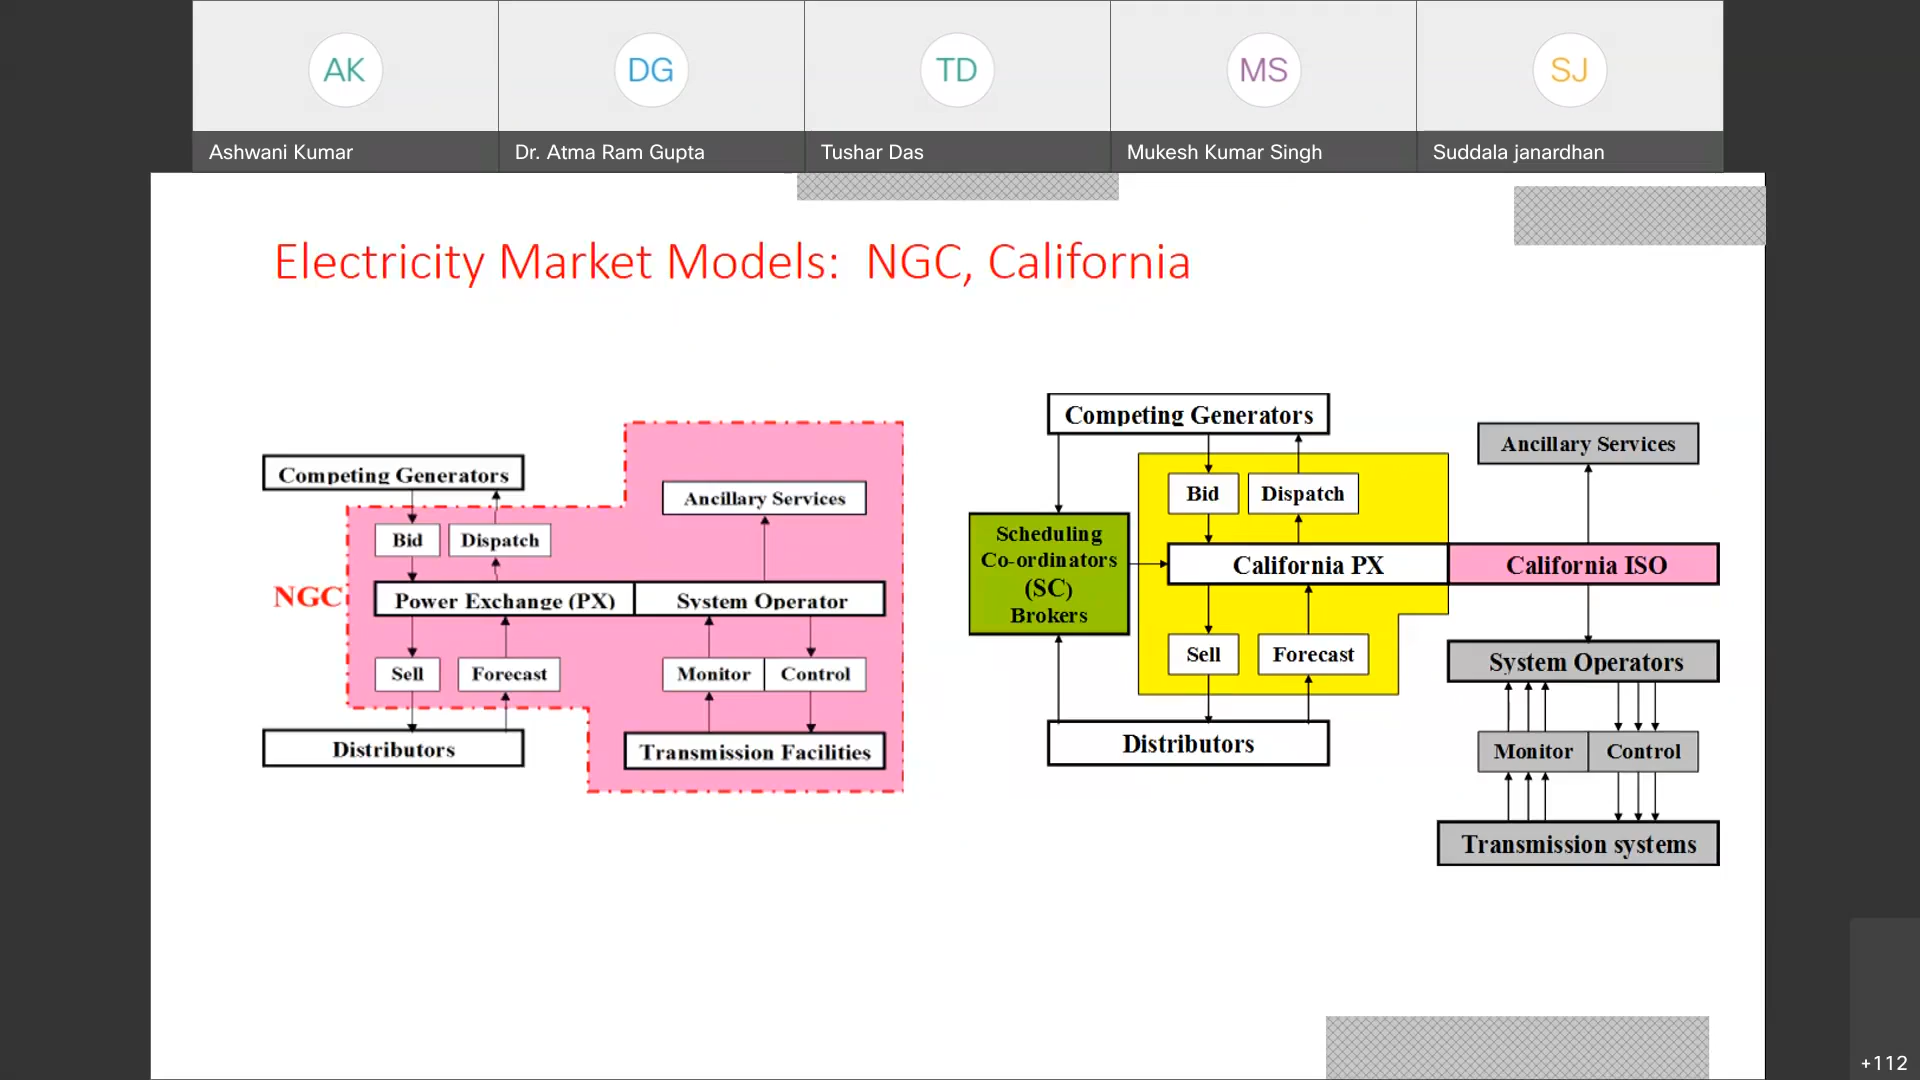 AK
DG
TD
MS
SJ
Ashwani Kumar
Dr. Atma Ram Gupta
Tushar Das
Mukesh Kumar Singh
Suddala janardhan
Electricity Market Models:  NGC, California
Competing Generators
Ancillary Services
Bid
Dispatch
NGC
Power Exchange (PX)
System Operator
Sell
Forecast
Monitor
Control
Distributors
Transmission Facilities
Competing Generators
Ancillary Services
Bid
Dispatch
Scheduling
Co-ordinators
(SC)
Brokers
California PX
California ISO
Sell
Forecast
System Operators
Distributors
Monitor
Control
Transmission systems
+112